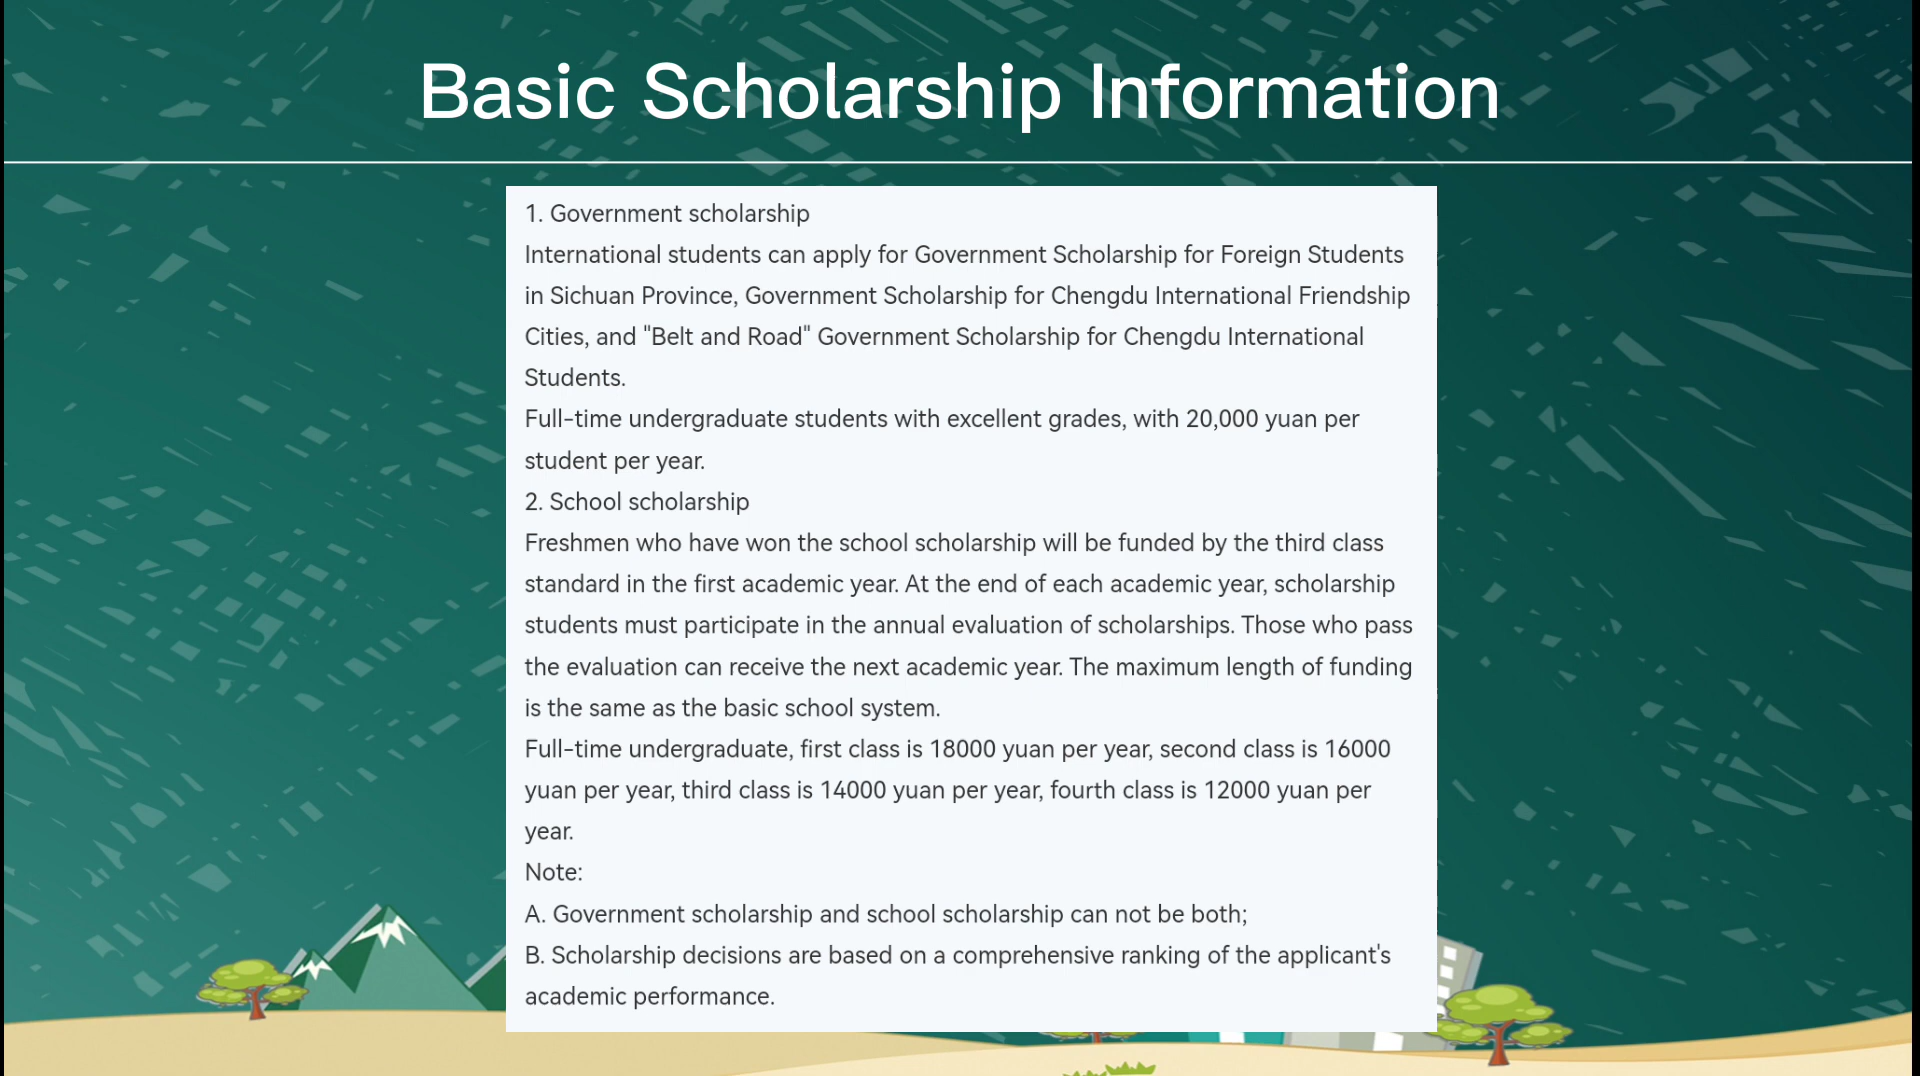 Basic Scholarship Information
1. Government scholarship
International students can apply for Government Scholarship for Foreign Students
in Sichuan Province, Government Scholarship for Chengdu International Friendship
Cities, and "Belt and Road" Government Scholarship for Chengdu International
Students.
Full-time undergraduate students with excellent grades, with 20,000 yuan per
student per year.
2. School scholarship
Freshmen who have won the school scholarship will be funded by the third class
standard in the first academic year. At the end of each academic year, scholarship
students must participate in the annual evaluation of scholarships. Those who pass
the evaluation can receive the next academic year. The maximum length of funding
is the same as the basic school system.
Full-time undergraduate, first class is 18000 yuan per year, second class is 16000
yuan per year, third class is 14000 yuan per year, fourth class is 12000 yuan per
year.
Note:
A. Government scholarship and school scholarship can not be both;
B. Scholarship decisions are based on a comprehensive ranking of the applicant's
academic performance.